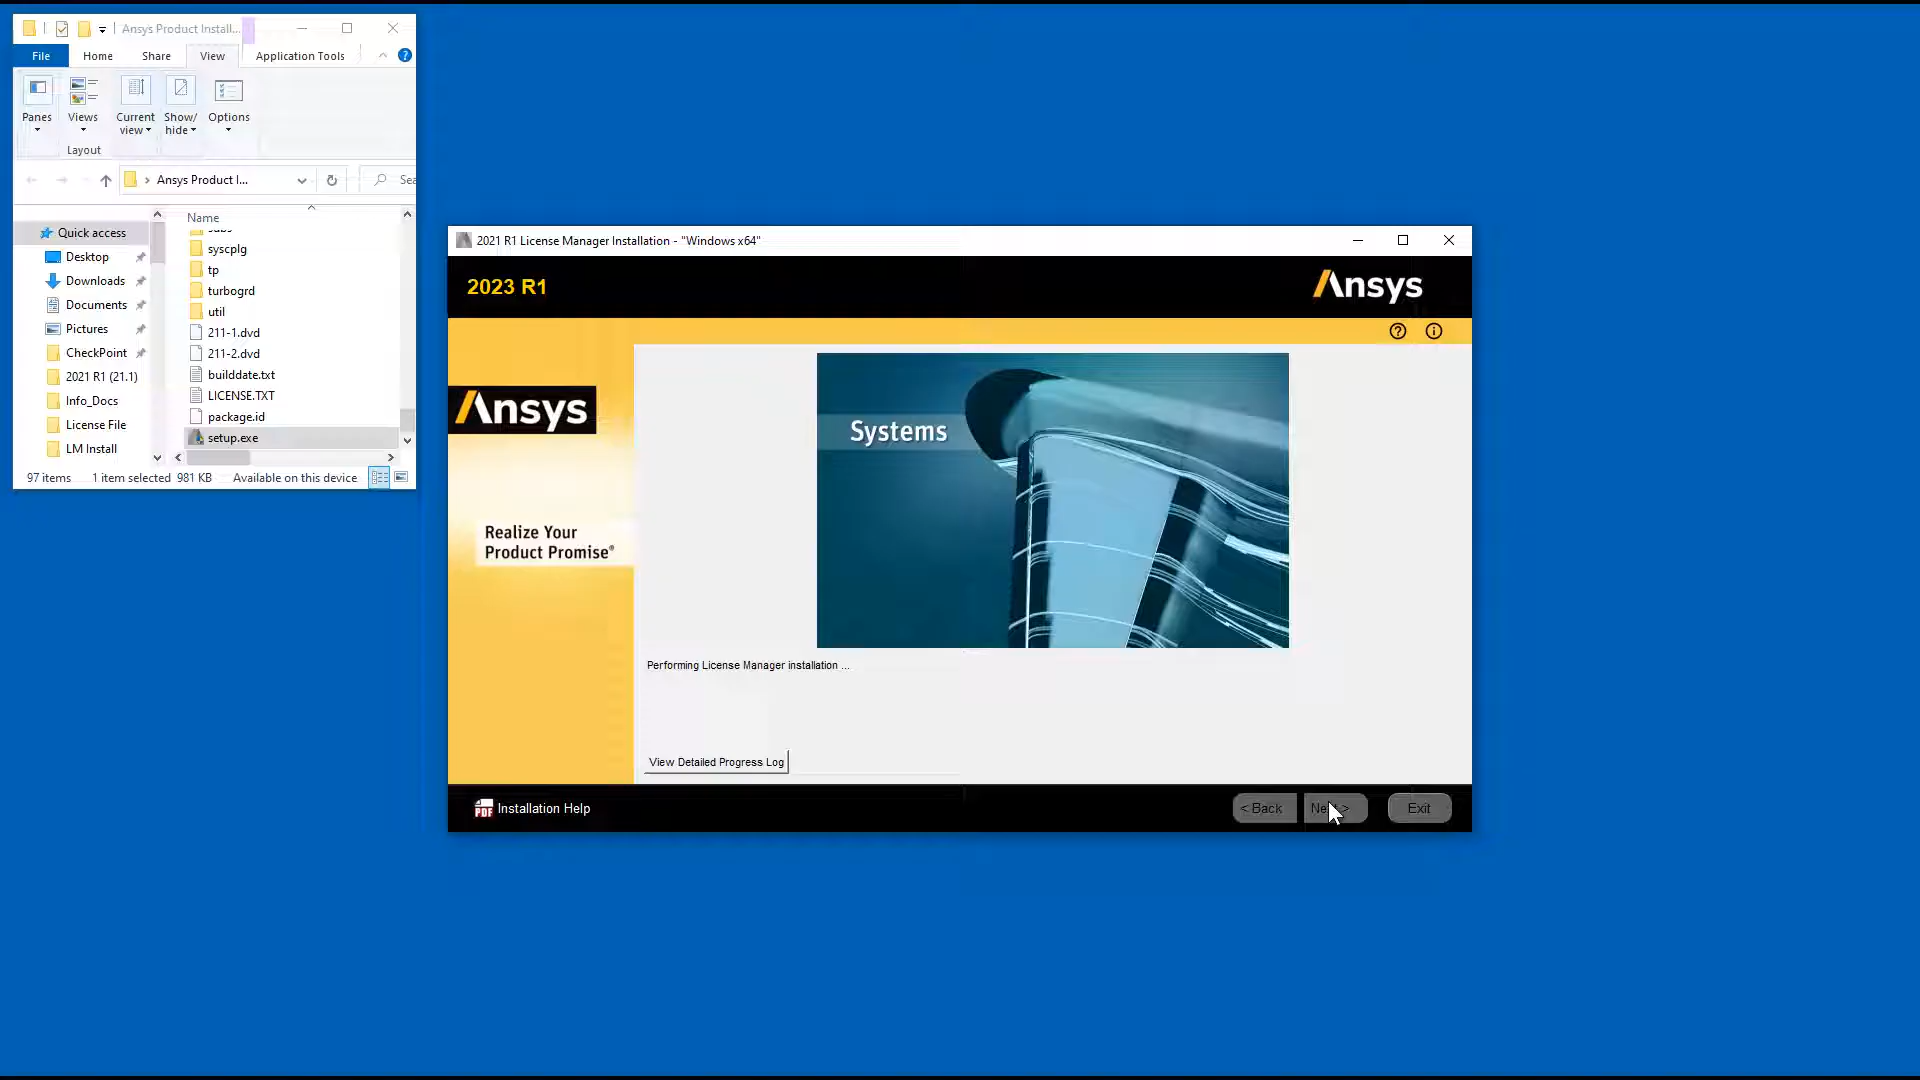 Ansys Product Install...
File
Home
Share
View
Application Tools
Panes
Views
Current view
Show/ hide
Options
Layout
Ansys Product I...
Sea
Name
Quick access
Desktop
Downloads
Documents
Pictures
CheckPoint
2021 R1 (21.1)
Info_Docs
License File
LM Install
syscplg
tp
turbogrd
util
211-1.dvd
211-2.dvd
builddate.txt
LICENSE.TXT
package.id
setup.exe
97 items
1 item selected 981 KB
Available on this device
2021 R1 License Manager Installation - "Windows x64"
2023 R1
Ansys
Ansys
Realize Your
Product Promise®
Systems
Performing License Manager installation ...
View Detailed Progress Log
PDF
Installation Help
< Back
Exit